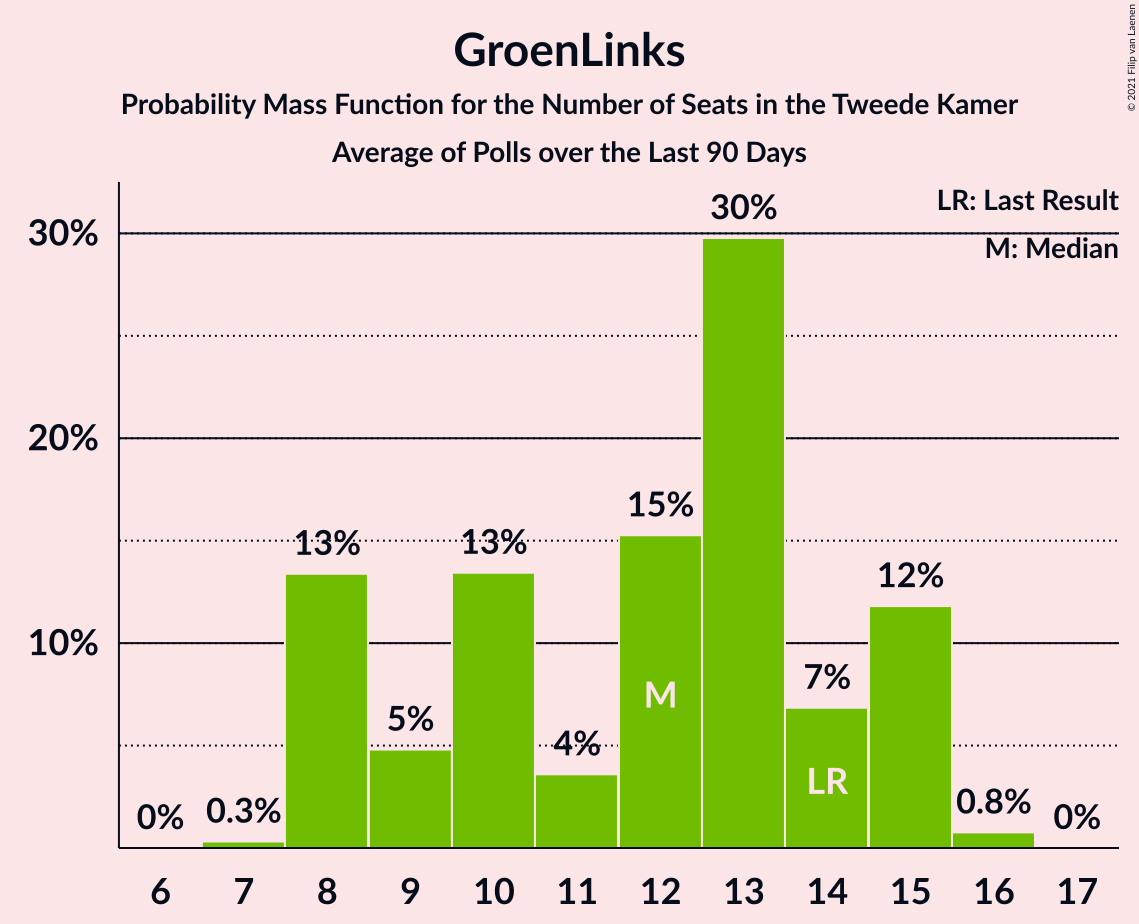 GroenLinks
Probability Mass Function for the Number of Seats in the Tweede Kamer
Average of Polls over the Last 90 Days
© 2021 Filip van Laenen
LR: Last Result
M: Median
30%
20%
10%
0%
0.3%
13%
5%
13%
4%
15%
30%
7%
12%
0.8%
0%
M
LR
6 7 8 9 10 11 12 13 14 15 16 17